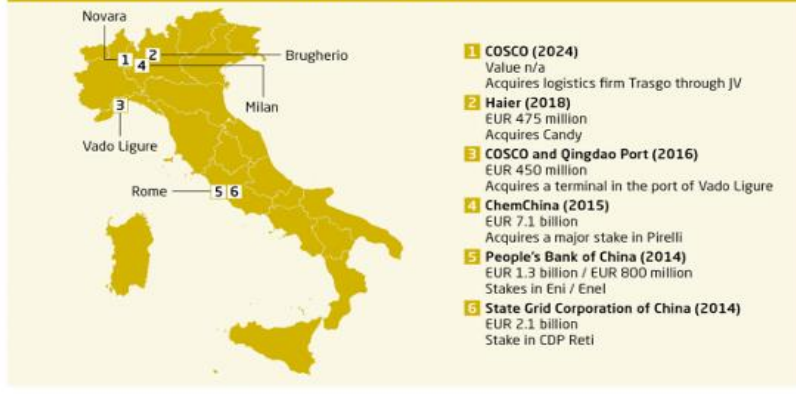 Novara
1
2
4
Brugherio
3
Milan
Vado Ligure
Rome
5 6
1 COSCO (2024)
Value n/a
Acquires logistics firm Trasgo through JV
2 Haier (2018)
EUR 475 million
Acquires Candy
3 COSCO and Qingdao Port (2016)
EUR 450 million
Acquires a terminal in the port of Vado Ligure
4 ChemChina (2015)
EUR 7.1 billion
Acquires a major stake in Pirelli
5 People's Bank of China (2014)
EUR 1.3 billion / EUR 800 million
Stakes in Eni / Enel
6 State Grid Corporation of China (2014)
EUR 2.1 billion
Stake in CDP Reti